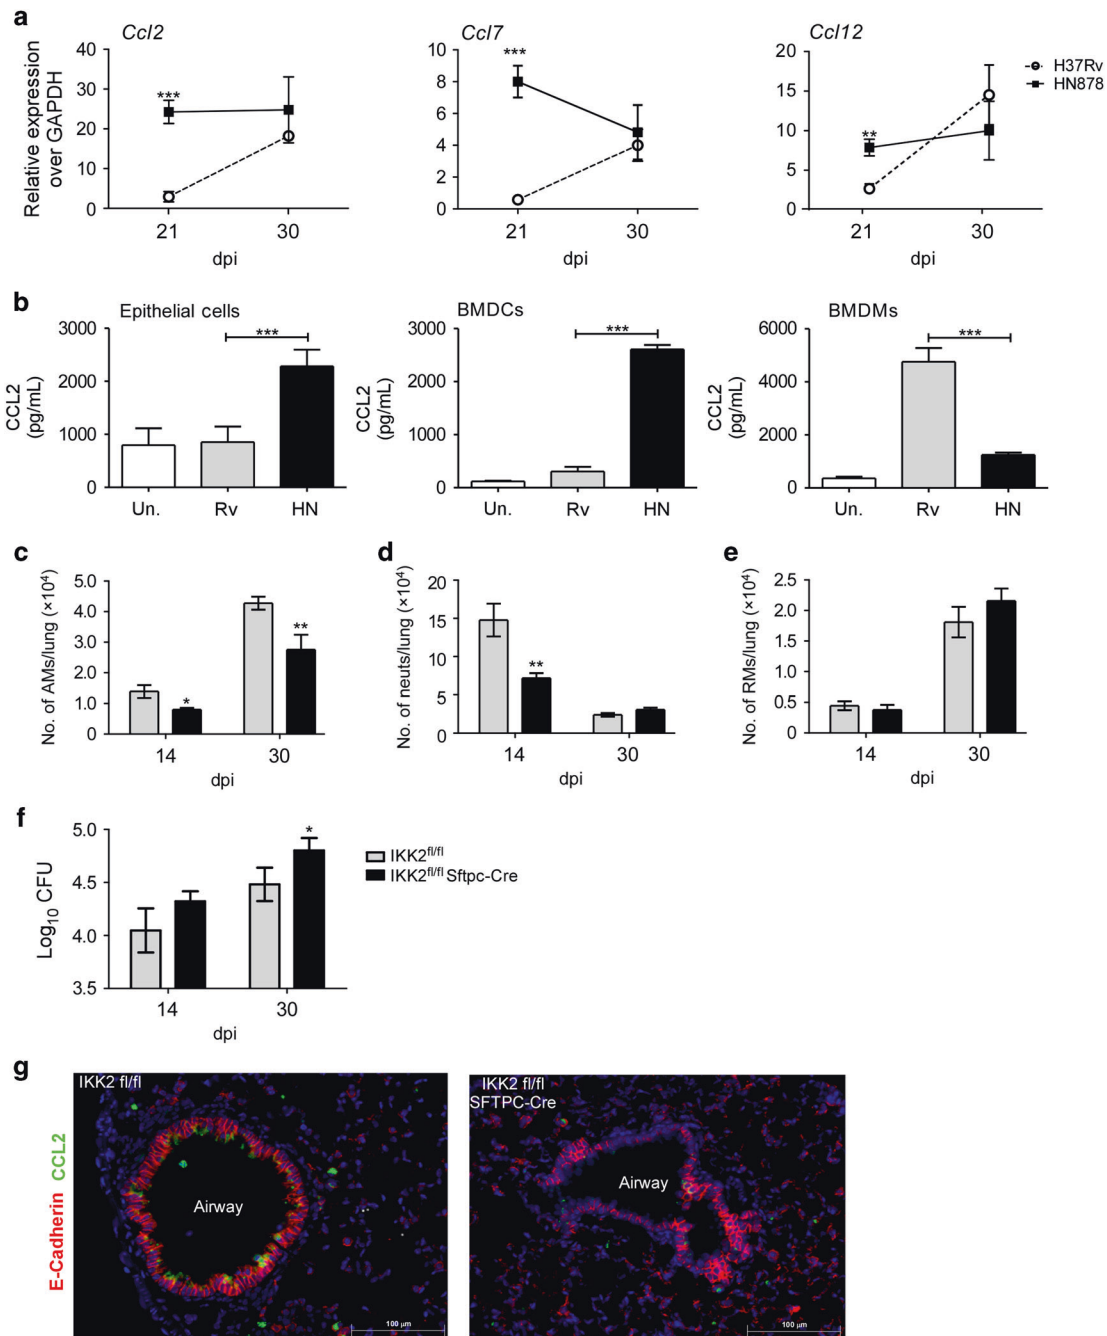 a
Ccl2
Ccl7
Ccl12
Relative expression
over GAPDH
40
30
20
10
0
***
21
30
dpi
10
8
6
4
2
0
***
21
30
dpi
20
15
10
5
0
**
21
30
dpi
H37Rv
HN878
b
Epithelial cells
CCL2
(pg/mL)
3000
2000
1000
0
***
Un.
Rv
HN
BMDCs
CCL2
(pg/mL)
3000
2000
1000
0
***
Un.
Rv
HN
BMDMs
CCL2
(pg/mL)
6000
4000
2000
0
***
Un.
Rv
HN
c
No. of AMs/lung (×10⁴)
5.0
4.0
3.0
2.0
1.0
0
*
**
14
30
dpi
d
No. of neuts/lung (×10⁴)
20
15
10
5
0
**
14
30
dpi
e
No. of RMs/lung (×10⁴)
2.5
2.0
1.5
1.0
0.5
0
14
30
dpi
f
Log₁₀ CFU
5.0
4.5
4.0
3.5
*
14
30
dpi
IKK2fl/fl
IKK2fl/fl Sftpc-Cre
g
E-Cadherin CCL2
IKK2 fl/fl
Airway
100 µm
IKK2 fl/fl
SFTPC-Cre
Airway
100 µm